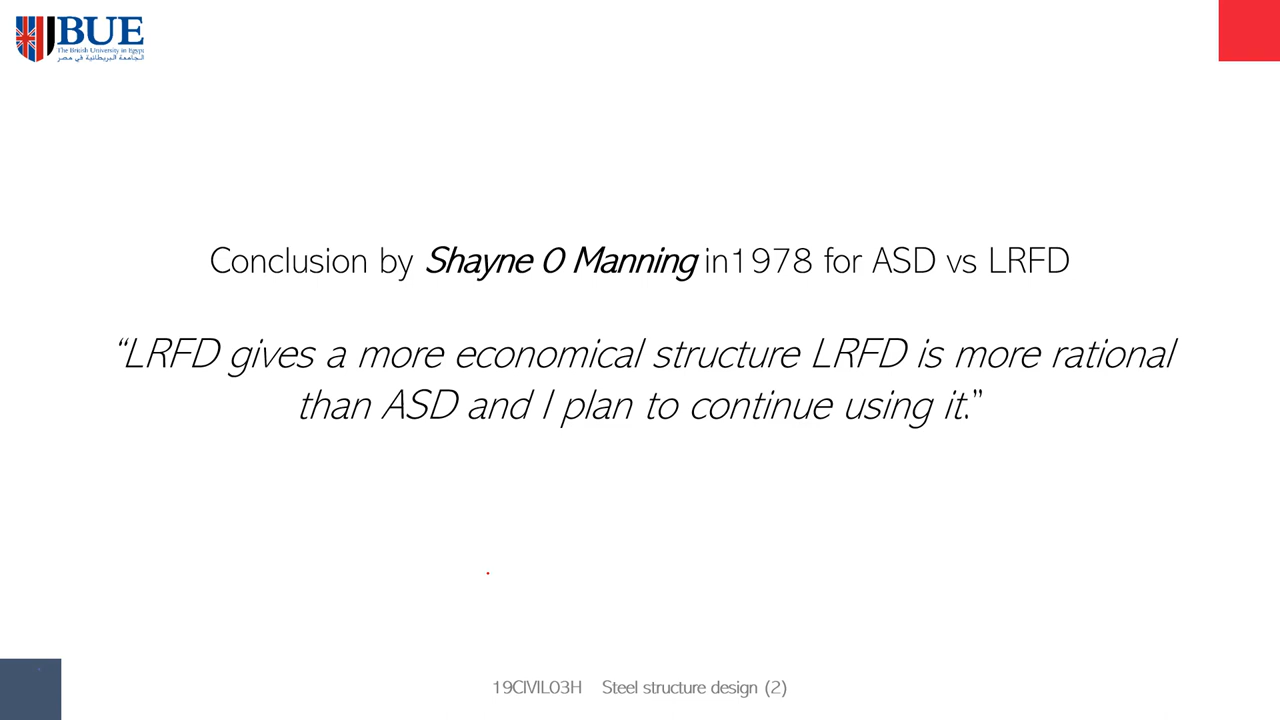 BUE
The British University in Egypt
الجامعة البريطانية في مصر
Conclusion by Shayne O Manning in1978 for ASD vs LRFD
“LRFD gives a more economical structure LRFD is more rational
than ASD and I plan to continue using it.”
19CIVIL03H Steel structure design (2)